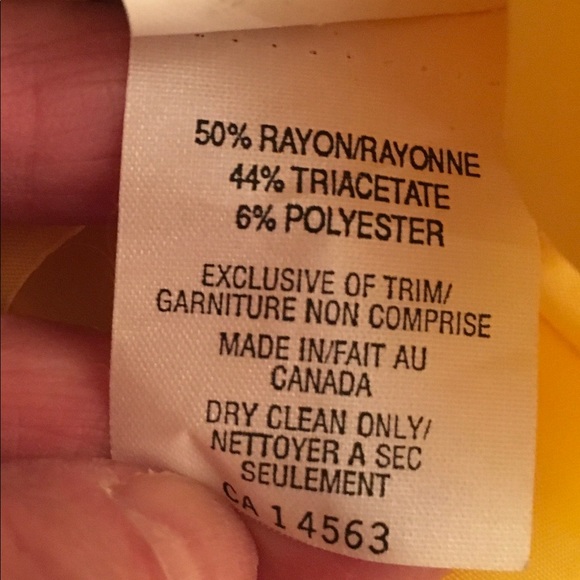 50% RAYON/RAYONNE
44% TRIACETATE
6% POLYESTER
EXCLUSIVE OF TRIM/
GARNITURE NON COMPRISE
MADE IN/FAIT AU
CANADA
DRY CLEAN ONLY/
NETTOYER A SEC
SEULEMENT
CA 14563